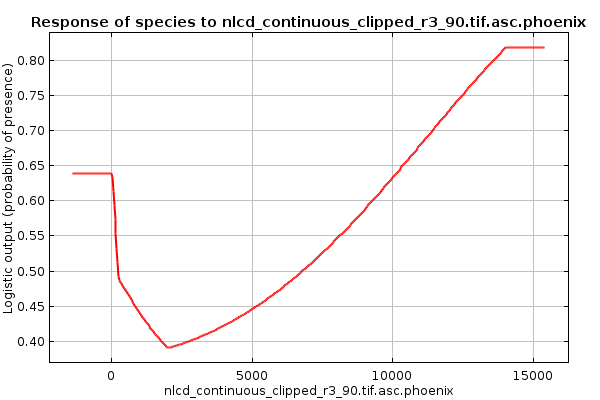 Response of species to nlcd_continuous_clipped_r3_90.tif.asc.phoenix
Logistic output (probability of presence)
0.80
0.75
0.70
0.65
0.60
0.55
0.50
0.45
0.40
0 5000 10000 15000
nlcd_continuous_clipped_r3_90.tif.asc.phoenix